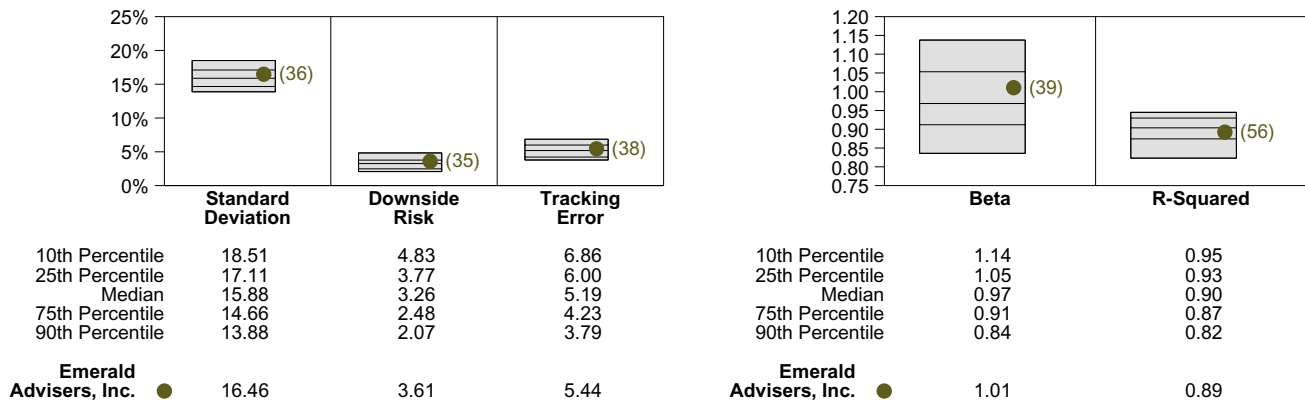 25%
20%
15%
10%
5%
0%
(36)
(35)
(38)
Standard Deviation
Downside Risk
Tracking Error
10th Percentile 18.51 4.83 6.86
25th Percentile 17.11 3.77 6.00
Median 15.88 3.26 5.19
75th Percentile 14.66 2.48 4.23
90th Percentile 13.88 2.07 3.79
Emerald
Advisers, Inc. 16.46 3.61 5.44
1.20
1.15
1.10
1.05
1.00
0.95
0.90
0.85
0.80
0.75
(39)
(56)
Beta R-Squared
10th Percentile 1.14 0.95
25th Percentile 1.05 0.93
Median 0.97 0.90
75th Percentile 0.91 0.87
90th Percentile 0.84 0.82
Emerald
Advisers, Inc. 1.01 0.89